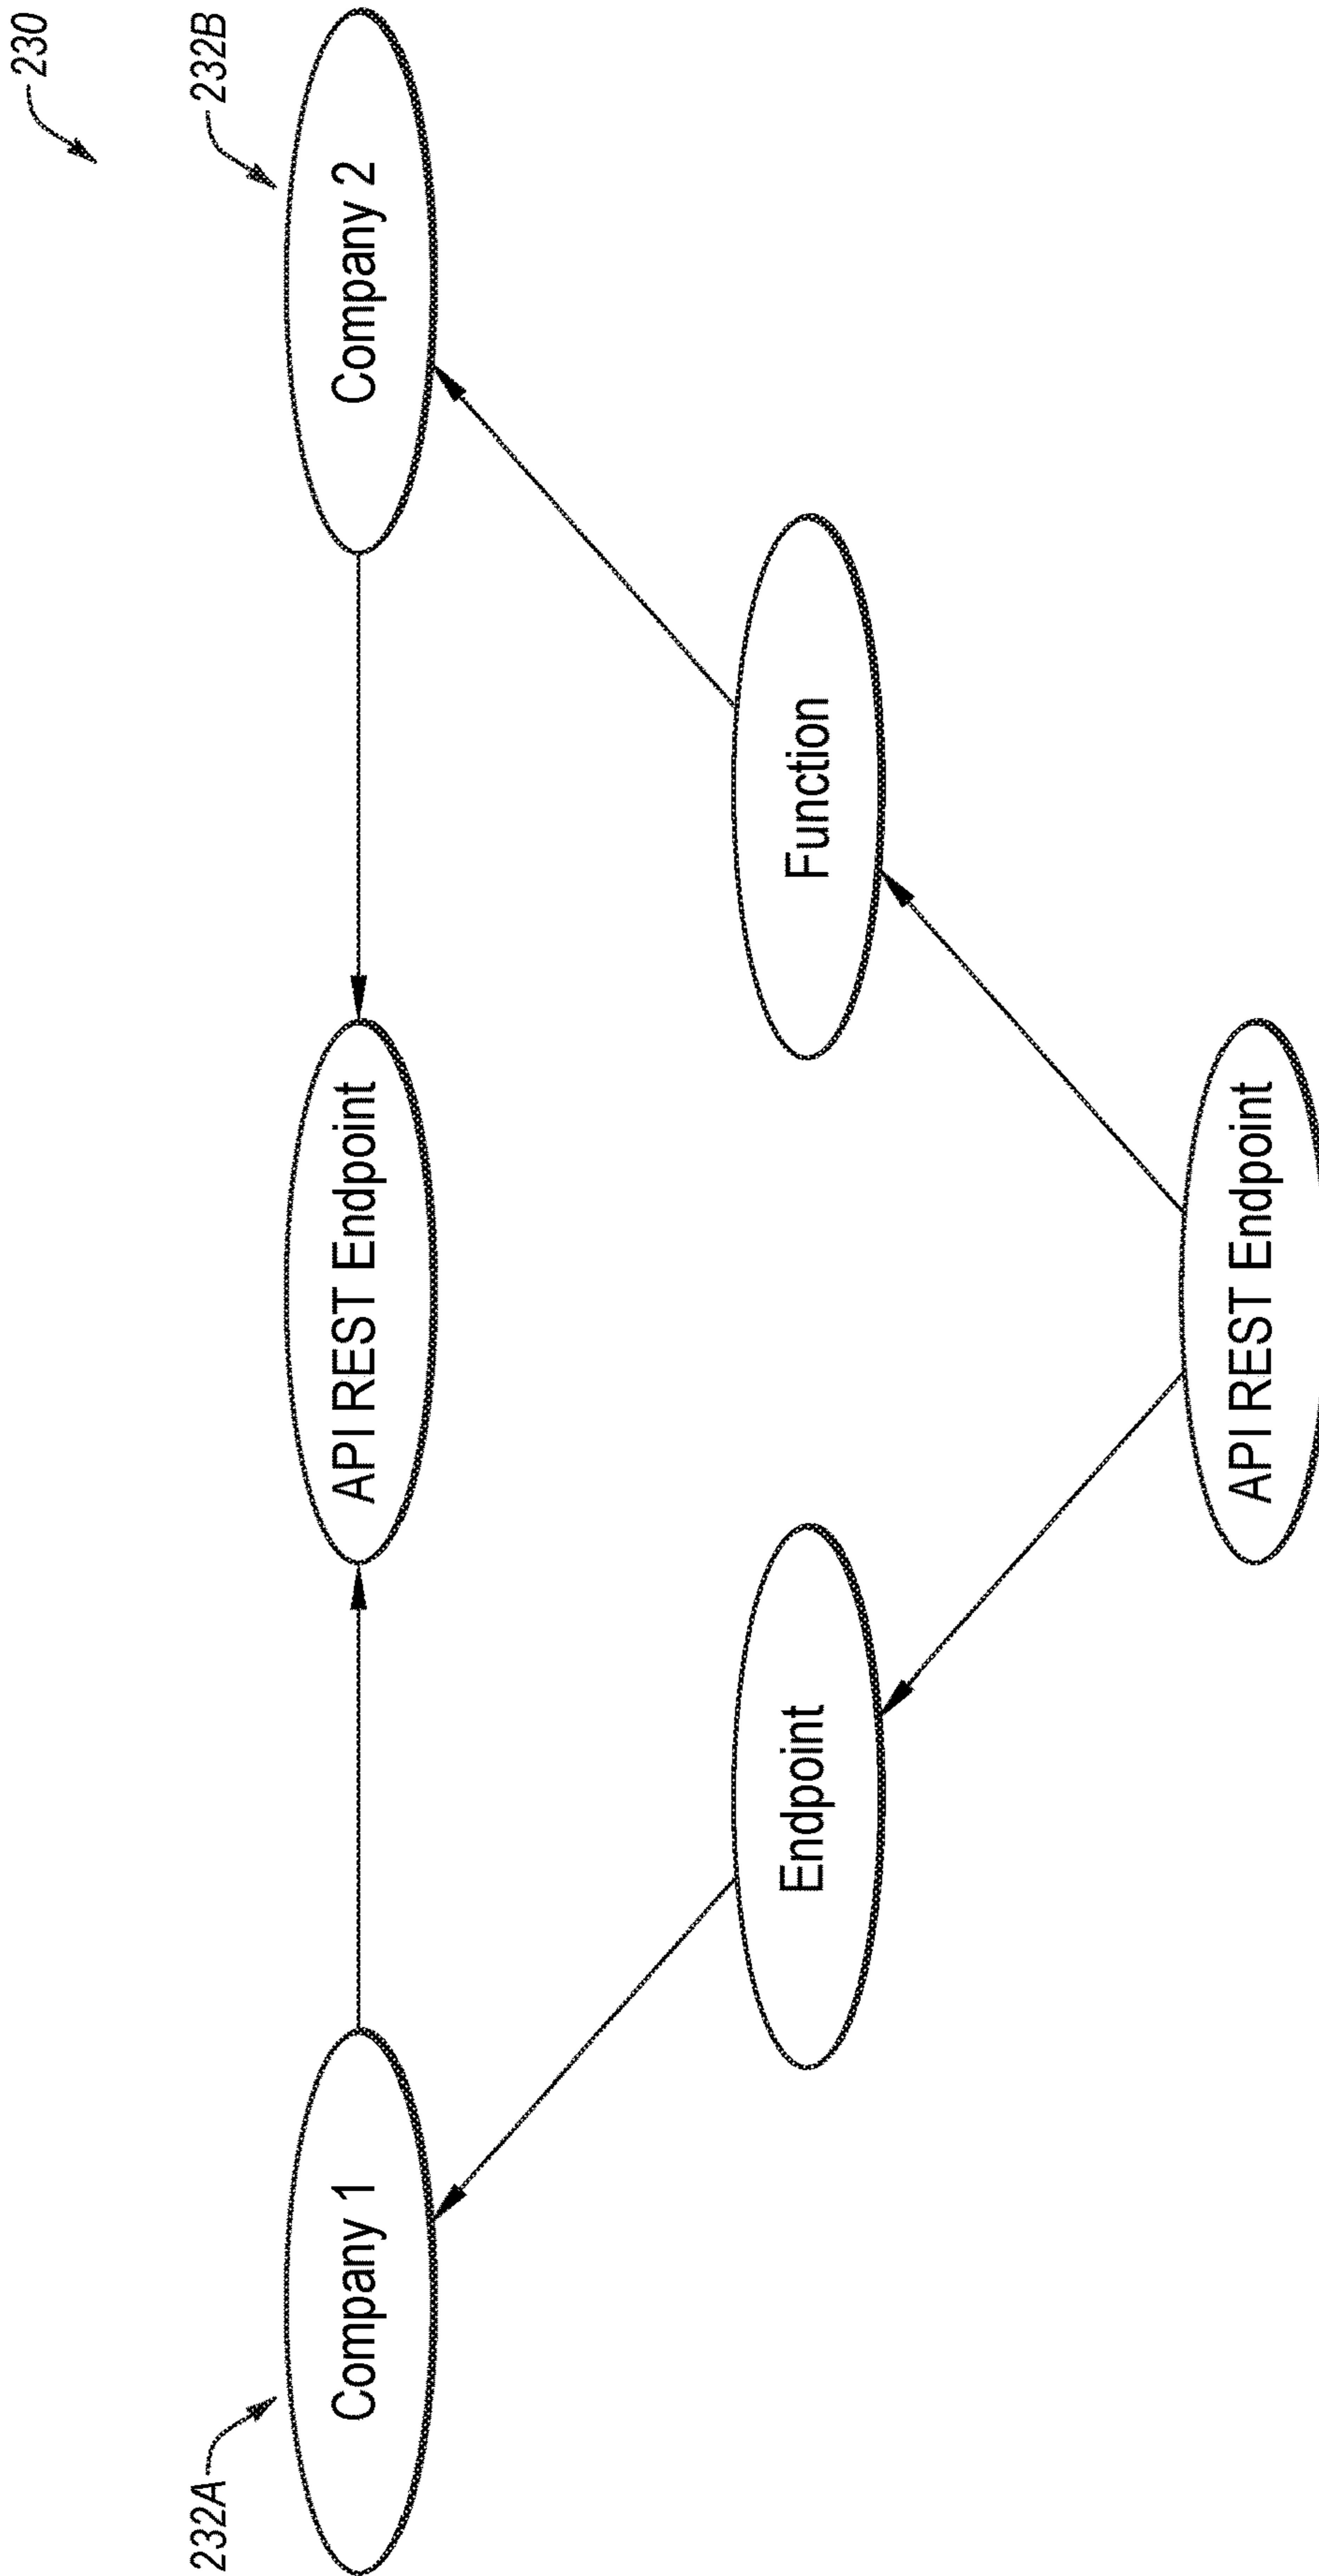 230
232A
232B
Company 1
API REST Endpoint
Company 2
Endpoint
Function
API REST Endpoint